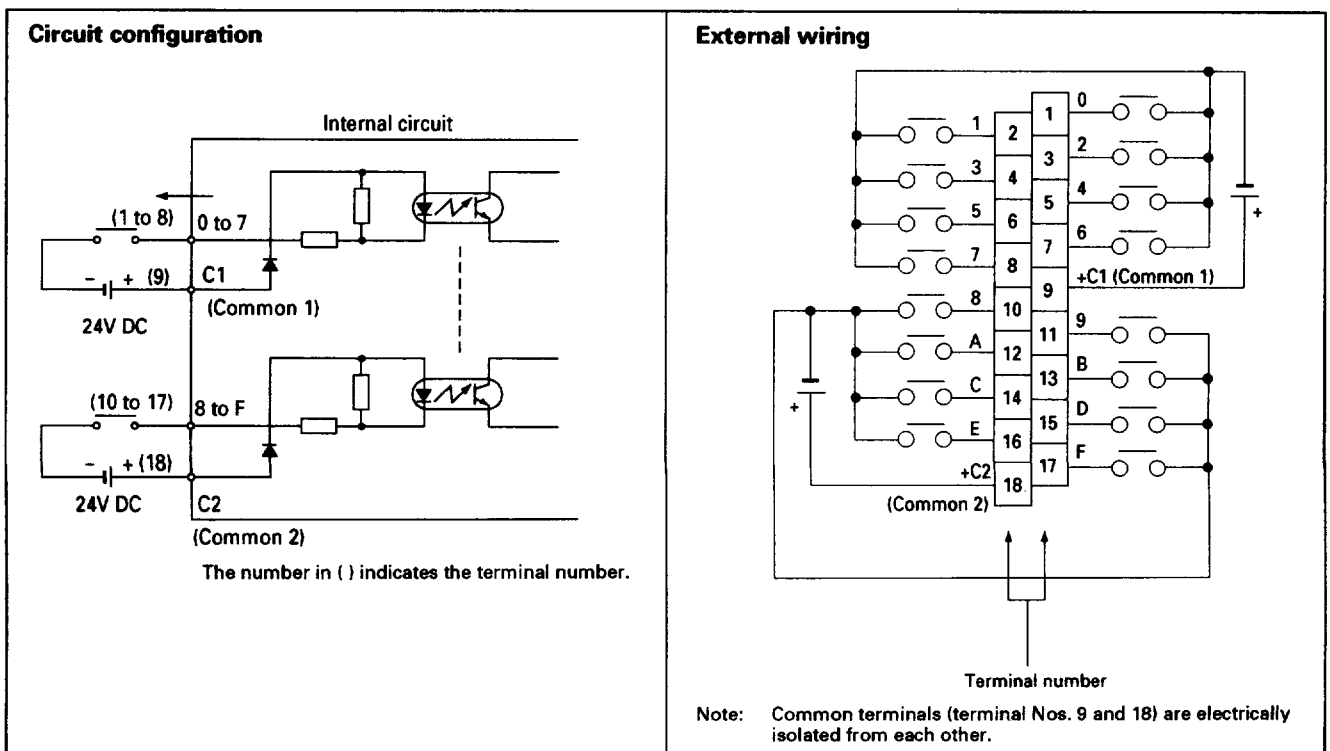 Circuit configuration
Internal circuit
(1 to 8)
0 to 7
- + (9)
C1
(Common 1)
24V DC
(10 to 17)
8 to F
- + (18)
24V DC
C2
(Common 2)
The number in ( ) indicates the terminal number.
External wiring
1 0
1 2
3 2
3 4
5 4
5 6
7 6
7 8
9 +C1 (Common 1)
+
8 10
11 9
A 12
13 B
+
C 14
15 D
E 16
17 F
+C2 18
(Common 2)
Terminal number
Note: Common terminals (terminal Nos. 9 and 18) are electrically
isolated from each other.